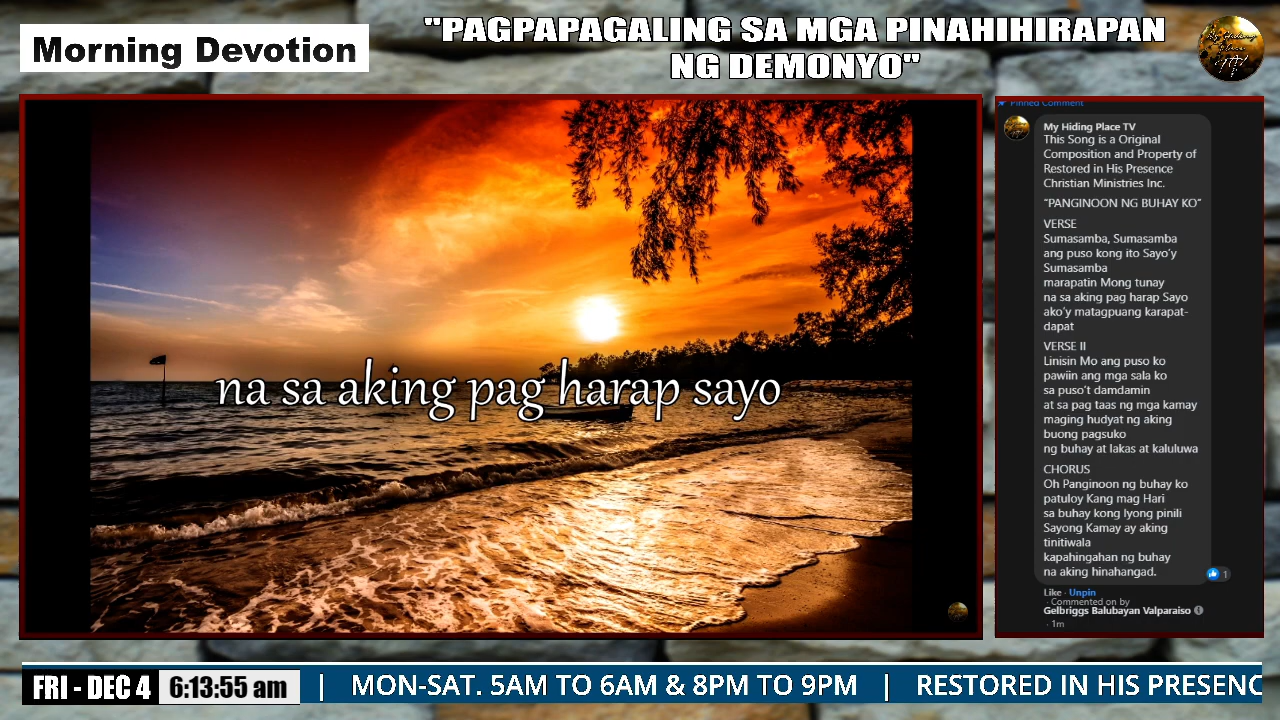 Morning Devotion
"PAGPAPAGALING SA MGA PINAHIHIRAPAN
NG DEMONYO"
My Hiding
Place
TV
na sa aking pag harap sayo
Pinned Comment
My Hiding Place TV
This Song is a Original
Composition and Property of
Restored in His Presence
Christian Ministries Inc.
“PANGINOON NG BUHAY KO”
VERSE
Sumasamba, Sumasamba
ang puso kong ito Sayo’y
Sumasamba
marapatin Mong tunay
na sa aking pag harap Sayo
ako’y matagpuang karapat-
dapat
VERSE II
Linisin Mo ang puso ko
pawiin ang mga sala ko
sa puso’t damdamin
at sa pag taas ng mga kamay
maging hudyat ng aking
buong pagsuko
ng buhay at lakas at kaluluwa
CHORUS
Oh Panginoon ng buhay ko
patuloy Kang mag Hari
sa buhay kong Iyong pinili
Sayong Kamay ay aking
tinitiwala
kapahingahan ng buhay
na aking hinahangad.
1
Like · Unpin
· Commented on by
Gelbriggs Balubayan Valparaiso
· 1m
FRI - DEC 4 6:13:55 am | MON-SAT. 5AM TO 6AM & 8PM TO 9PM | RESTORED IN HIS PRESENC